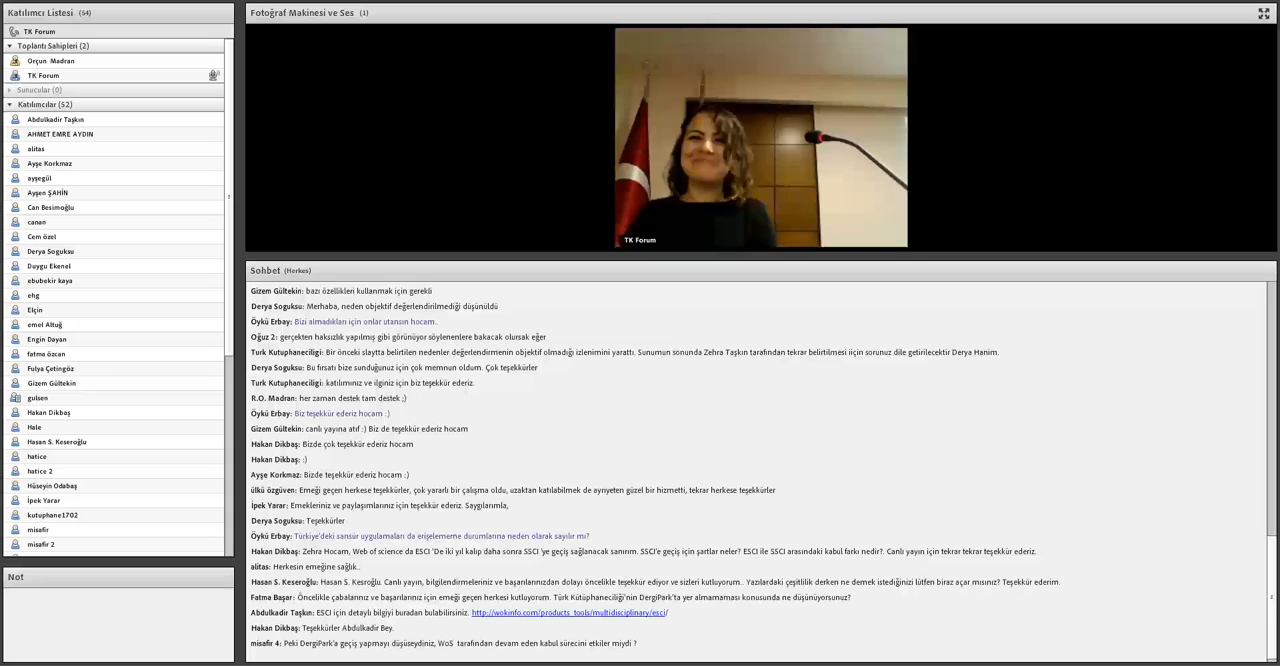 Katılımcı Listesi (54)
TK Forum
Toplantı Sahipleri (2)
Orçun Madran
TK Forum
Sunucular (0)
Katılımcılar (52)
Abdulkadir Taşkın
AHMET EMRE AYDIN
alitas
Ayşe Korkmaz
ayşegül
Ayşen ŞAHİN
Can Besimoğlu
canan
Cem özel
Derya Soguksu
Duygu Ekenel
ebubekir kaya
ehg
Elçin
emel Altuğ
Engin Dayan
fatma özcan
Fulya Çetingöz
Gizem Gültekin
gulsen
Hakan Dikbaş
Hale
Hasan S. Keseroğlu
hatice
hatice 2
Hüseyin Odabaş
İpek Yarar
kutuphane1702
misafir
misafir 2
Not
Fotoğraf Makinesi ve Ses (1)
TK Forum
Sohbet (Herkes)
Gizem Gültekin: bazı özellikleri kullanmak için gerekli
Derya Soguksu: Merhaba, neden objektif değerlendirilmediği düşünüldü
Öykü Erbay: Bizi almadıkları için onlar utansın hocam..
Oğuz 2: gerçekten haksızlık yapılmış gibi görünüyor söylenenlere bakacak olursak eğer
Turk Kutuphaneciligi: Bir önceki slaytta belirtilen nedenler değerlendirmenin objektif olmadığı izlenimini yarattı. Sunumun sonunda Zehra Taşkın tarafından tekrar belirtilmesi iiçin sorunuz dile getirilecektir Derya Hanim.
Derya Soguksu: Bu fırsatı bize sunduğunuz için çok memnun oldum. Çok teşekkürler
Turk Kutuphaneciligi: katılımınız ve ilginiz için biz teşekkür ederiz.
R.O. Madran: her zaman destek tam destek ;)
Öykü Erbay: Biz teşekkür ederiz hocam :)
Gizem Gültekin: canlı yayına atıf :) Biz de teşekkür ederiz hocam
Hakan Dikbaş: Bizde çok teşekkür ederiz hocam
Hakan Dikbaş: :)
Ayşe Korkmaz: Bizde teşekkür ederiz hocam :)
ülkü özgüven: Emeği geçen herkese teşekkürler, çok yararlı bir çalışma oldu, uzaktan katılabilmek de ayrıyeten güzel bir hizmetti, tekrar herkese teşekkürler
İpek Yarar: Emekleriniz ve paylaşımlarınız için teşekkür ederiz. Saygılarımla,
Derya Soguksu: Teşekkürler
Öykü Erbay: Türkiye'deki sansür uygulamaları da erişelememe durumlarına neden olarak sayılır mı?
Hakan Dikbaş: Zehra Hocam, Web of science da ESCI 'De iki yıl kalıp daha sonra SSCI 'ye geçiş sağlanacak sanırım. SSCI'e geçiş için şartlar neler? ESCI ile SSCI arasındaki kabul farkı nedir?. Canlı yayın için tekrar tekrar teşekkür ederiz.
alitas: Herkesin emeğine sağlık..
Hasan S. Keseroğlu: Hasan S. Kesroğlu. Canlı yayın, bilgilendirmeleriniz ve başarılarınızdan dolayı öncelikle teşekkür ediyor ve sizleri kutluyorum.. Yazılardaki çeşitlilik derken ne demek istediğinizi lütfen biraz açar mısınız? Teşekkür ederim.
Fatma Başar: Öncelikle çabalarınız ve başarılarınız için emeği geçen herkesi kutluyorum. Türk Kütüphaneciliği'nin DergiPark'ta yer almamaması konusunda ne düşünüyorsunuz?
Abdulkadir Taşkın: ESCI için detaylı bilgiyi buradan bulabilirsiniz. http://wokinfo.com/products_tools/multidisciplinary/esci/
Hakan Dikbaş: Teşekkürler Abdulkadir Bey.
misafir 4: Peki DergiPark'a geçiş yapmayı düşüseydiniz, WoS tarafından devam eden kabul sürecini etkiler miydi ?